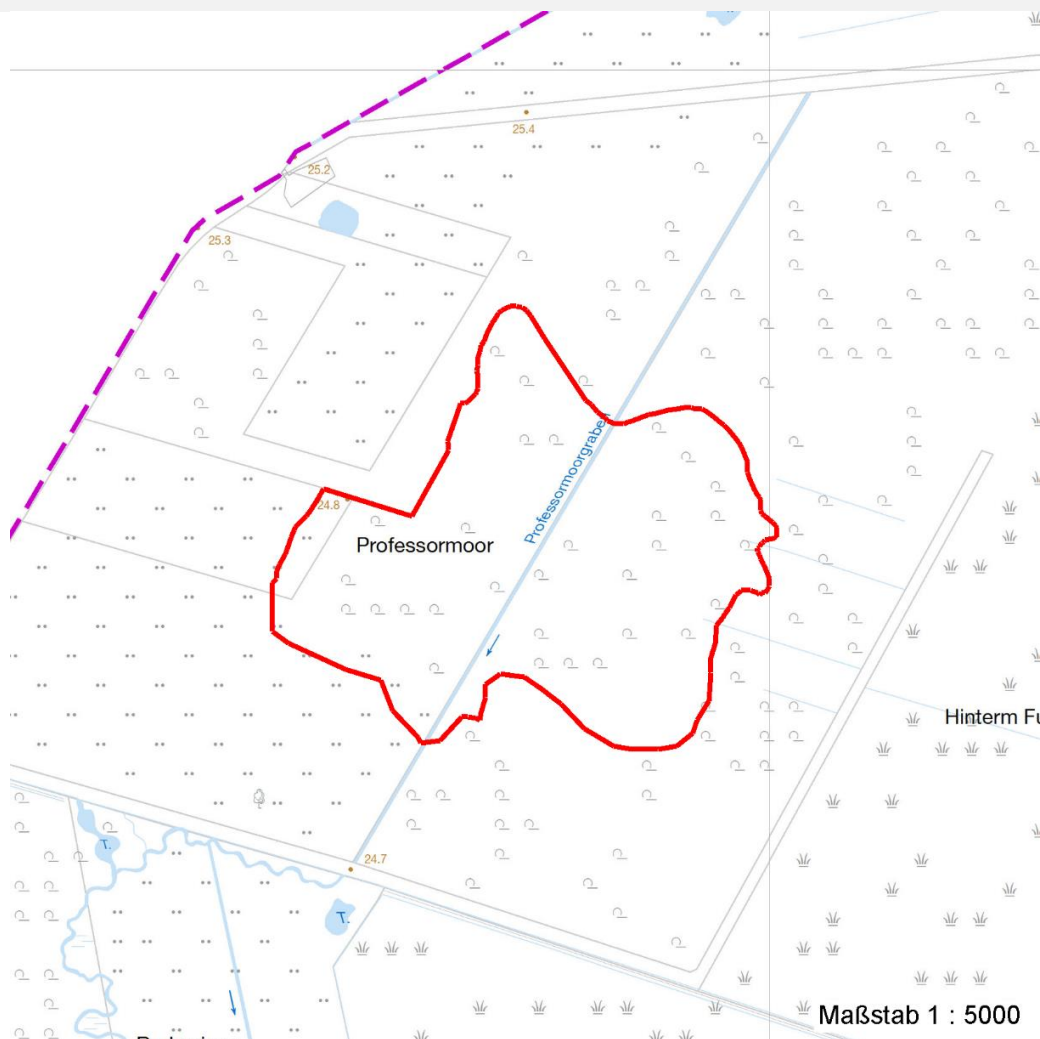 25.4
25.2
25.3
Professormoorgraben
24.8
Professormoor
Hinterm Fu
24.7
T.
T.
Maßstab 1 : 5000